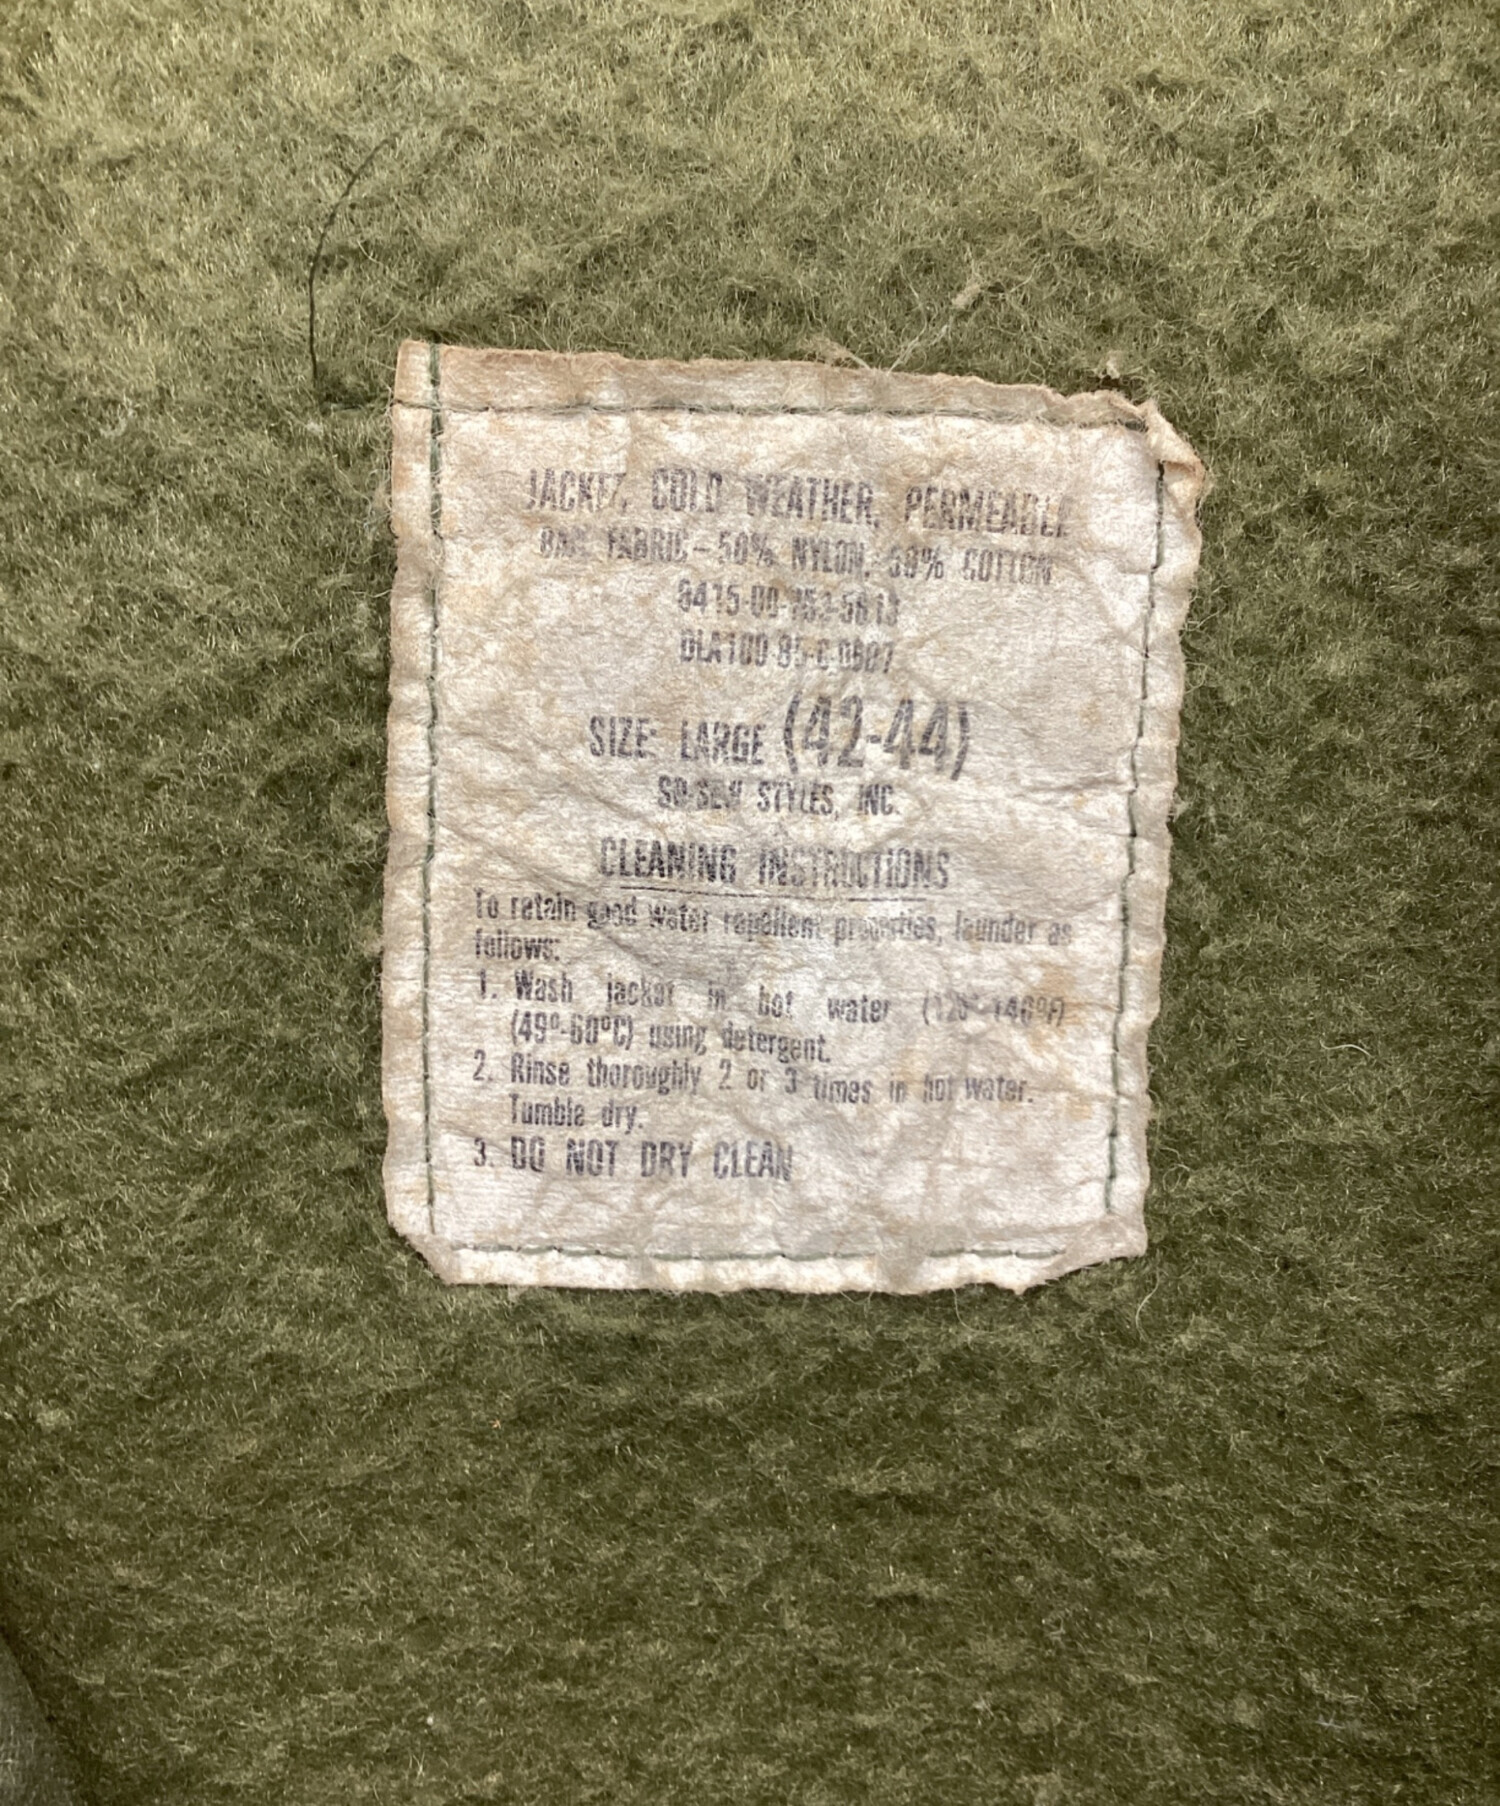 JACKET, COLD WEATHER, PERMEABLE
FABRIC - 50% NYLON, 50% COTTON
SIZE: LARGE (42-44)
SO-SEW STYLES, INC.
CLEANING INSTRUCTIONS
To retain good water repellent properties, launder as
follows:
1. Wash jacket in hot water (120°-140°F)
(49°-60°C) using detergent.
2. Rinse thoroughly 2 or 3 times in hot water.
Tumble dry.
3. DO NOT DRY CLEAN